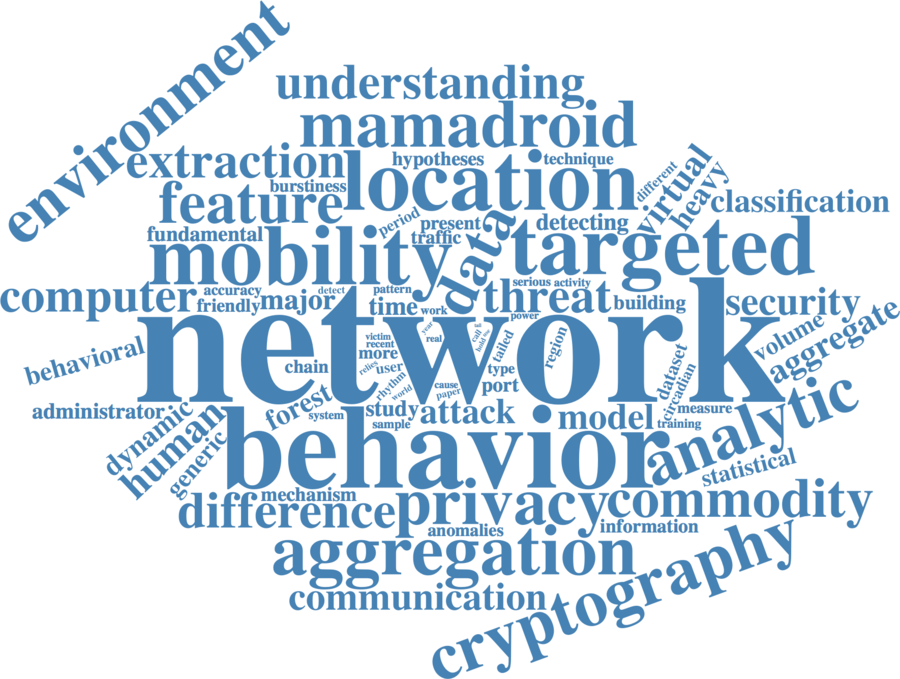 environment
understanding
mamadroid
extraction
hypotheses
technique
location
burstiness
feature
different
virtual
heavy
classification
period
present
detecting
fundamental
traffic
mobility
data
targeted
computer
accuracy
friendly
major
detect
pattern
time
work
serious
activity
threat
building
security
power
network
volume
aggregate
behavioral
victim
recent
more
year
real
call
tailed
region
chain
relies
user
type
dataset
rhythm
world
cause
paper
port
circadian
administrator
dynamic
human
generic
forest
system
study
sample
attack
model
measure
training
analytic
behavior
statistical
mechanism
difference
privacy
commodity
anomalies
information
aggregation
communication
cryptography